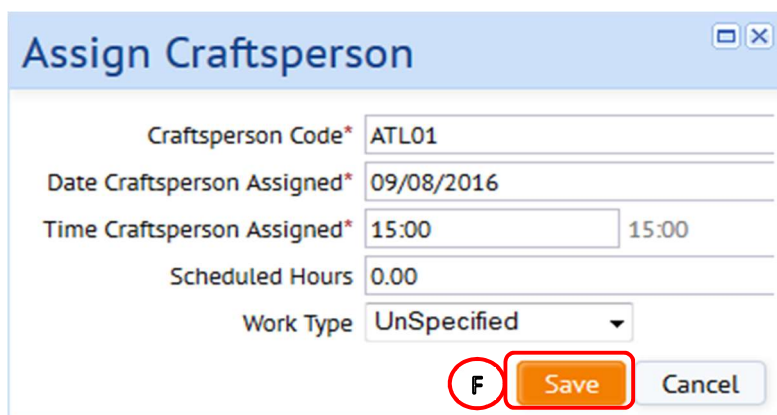 Assign Craftsperson
Craftsperson Code* ATL01
Date Craftsperson Assigned* 09/08/2016
Time Craftsperson Assigned* 15:00 15:00
Scheduled Hours 0.00
Work Type UnSpecified
F Save Cancel